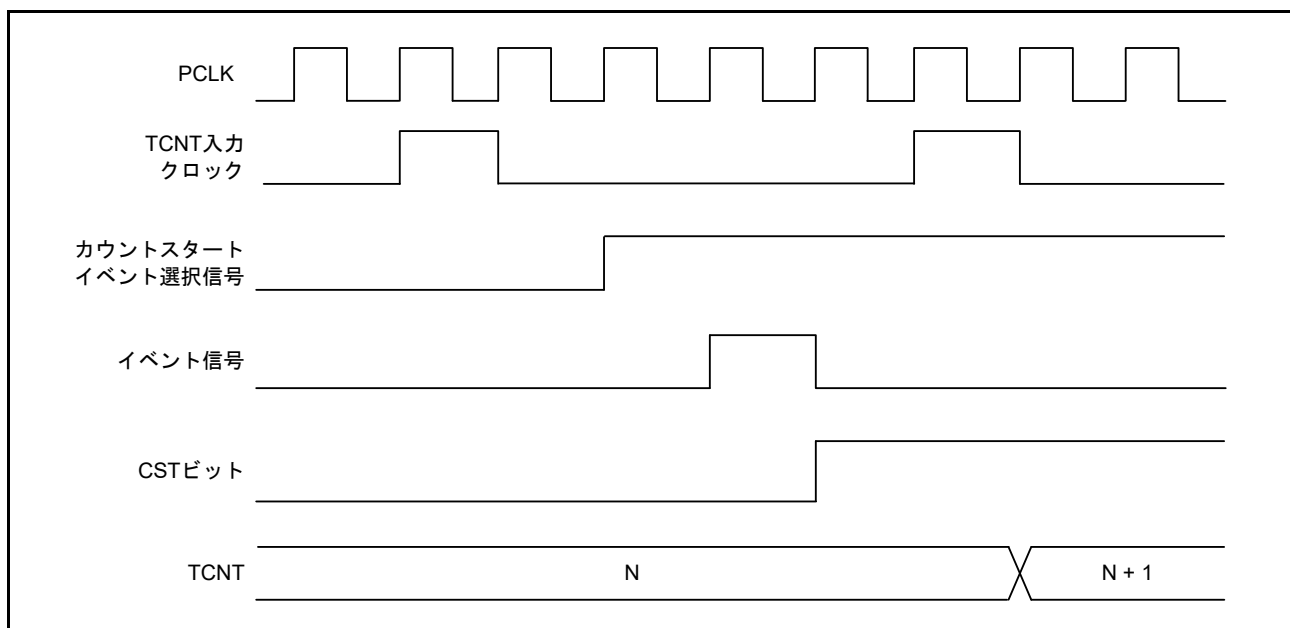 PCLK
TCNT入力
クロック
カウントスタート
イベント選択信号
イベント信号
CSTビット
TCNT
N
N + 1